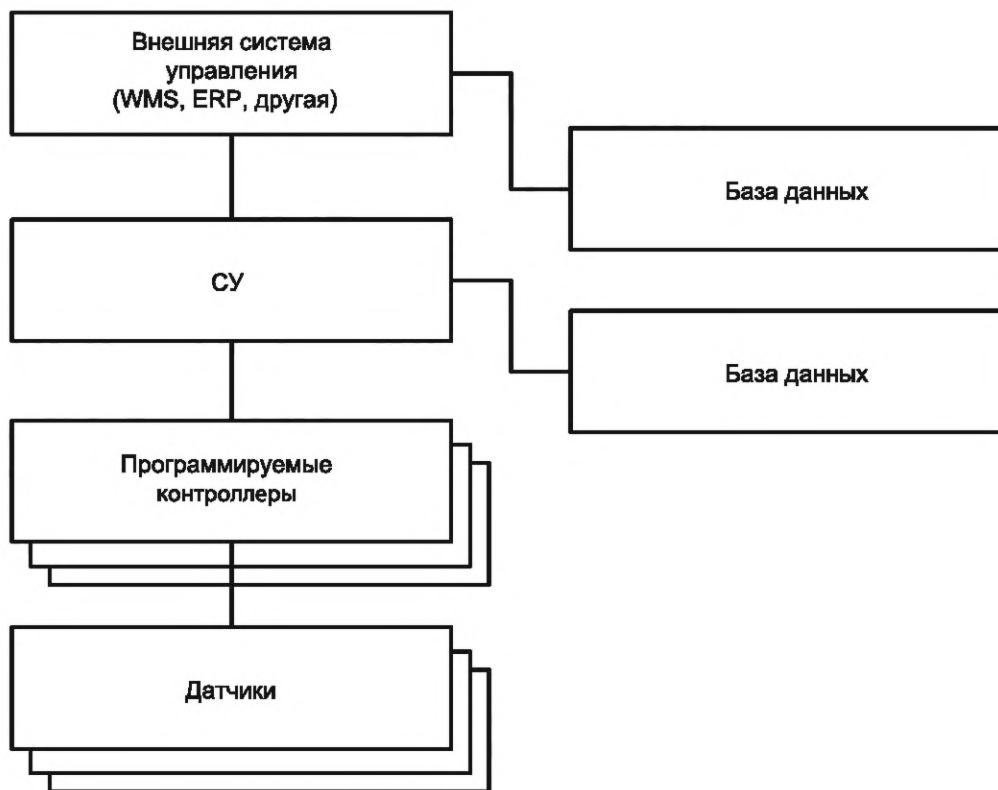 Внешняя система
управления
(WMS, ERP, другая)
База данных
СУ
База данных
Программируемые
контроллеры
Датчики